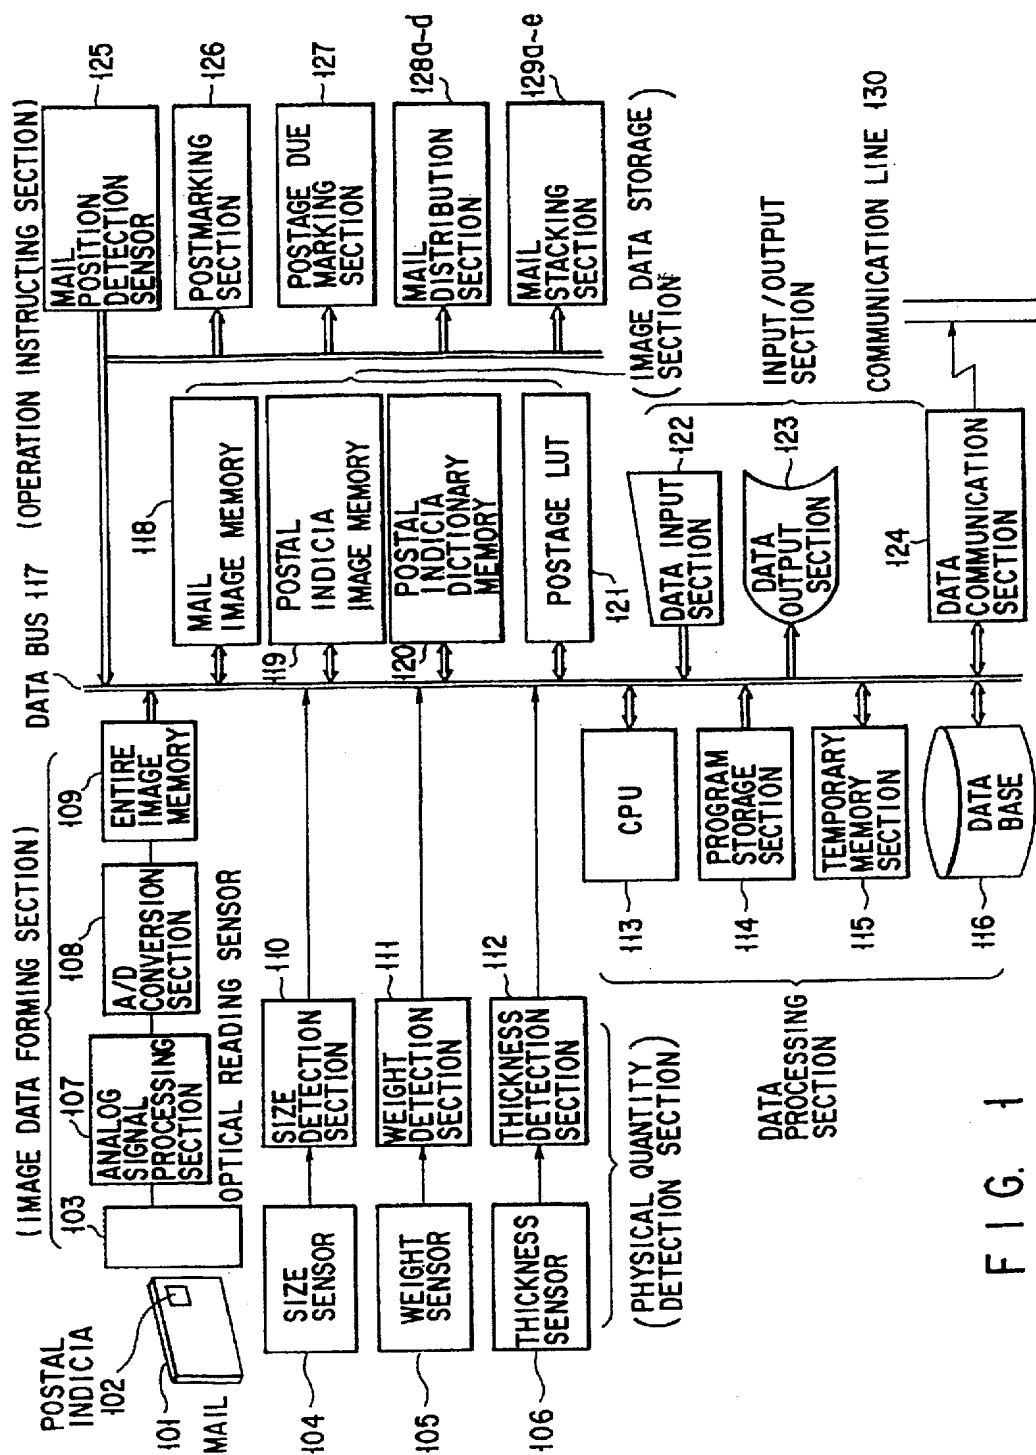 (IMAGE DATA FORMING SECTION)
DATA BUS 117
(OPERATION INSTRUCTING SECTION)
POSTAL
INDICIA
102
101
MAIL
103
OPTICAL READING SENSOR
107
ANALOG
SIGNAL
PROCESSING
SECTION
108
A/D
CONVERSION
SECTION
109
ENTIRE
IMAGE
MEMORY
125
MAIL
POSITION
DETECTION
SENSOR
126
POSTMARKING
SECTION
127
POSTAGE DUE
MARKING
SECTION
128a~d
MAIL
DISTRIBUTION
SECTION
129a~e
MAIL
STACKING
SECTION
118
MAIL
IMAGE MEMORY
119
POSTAL
INDICIA
IMAGE MEMORY
120
POSTAL
INDICIA
DICTIONARY
MEMORY
POSTAGE LUT
121
(IMAGE DATA STORAGE
SECTION)
104
SIZE
SENSOR
110
SIZE
DETECTION
SECTION
105
WEIGHT
SENSOR
111
WEIGHT
DETECTION
SECTION
106
THICKNESS
SENSOR
112
THICKNESS
DETECTION
SECTION
(PHYSICAL QUANTITY
DETECTION SECTION)
113
CPU
114
PROGRAM
STORAGE
SECTION
115
TEMPORARY
MEMORY
SECTION
116
DATA
BASE
DATA
PROCESSING
SECTION
122
DATA INPUT
SECTION
123
DATA
OUTPUT
SECTION
124
DATA
COMMUNICATION
SECTION
INPUT/OUTPUT
SECTION
COMMUNICATION LINE 130
FIG. 1